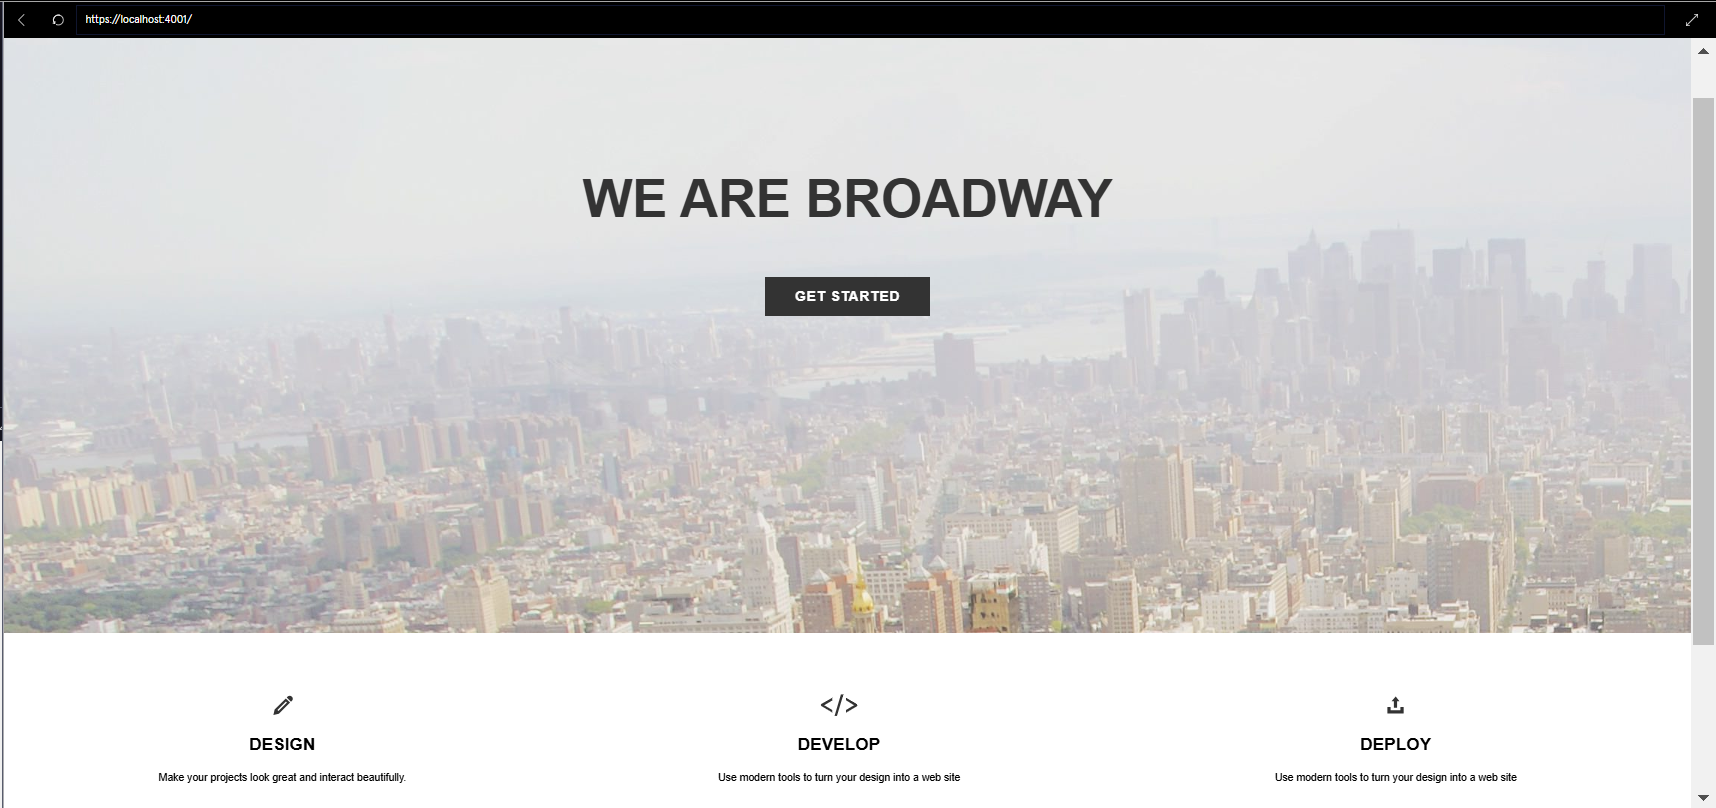 https://localhost:4001/
WE ARE BROADWAY
GET STARTED
</>
DESIGN
DEVELOP
DEPLOY
Make your projects look great and interact beautifully.
Use modern tools to turn your design into a web site
Use modern tools to turn your design into a web site